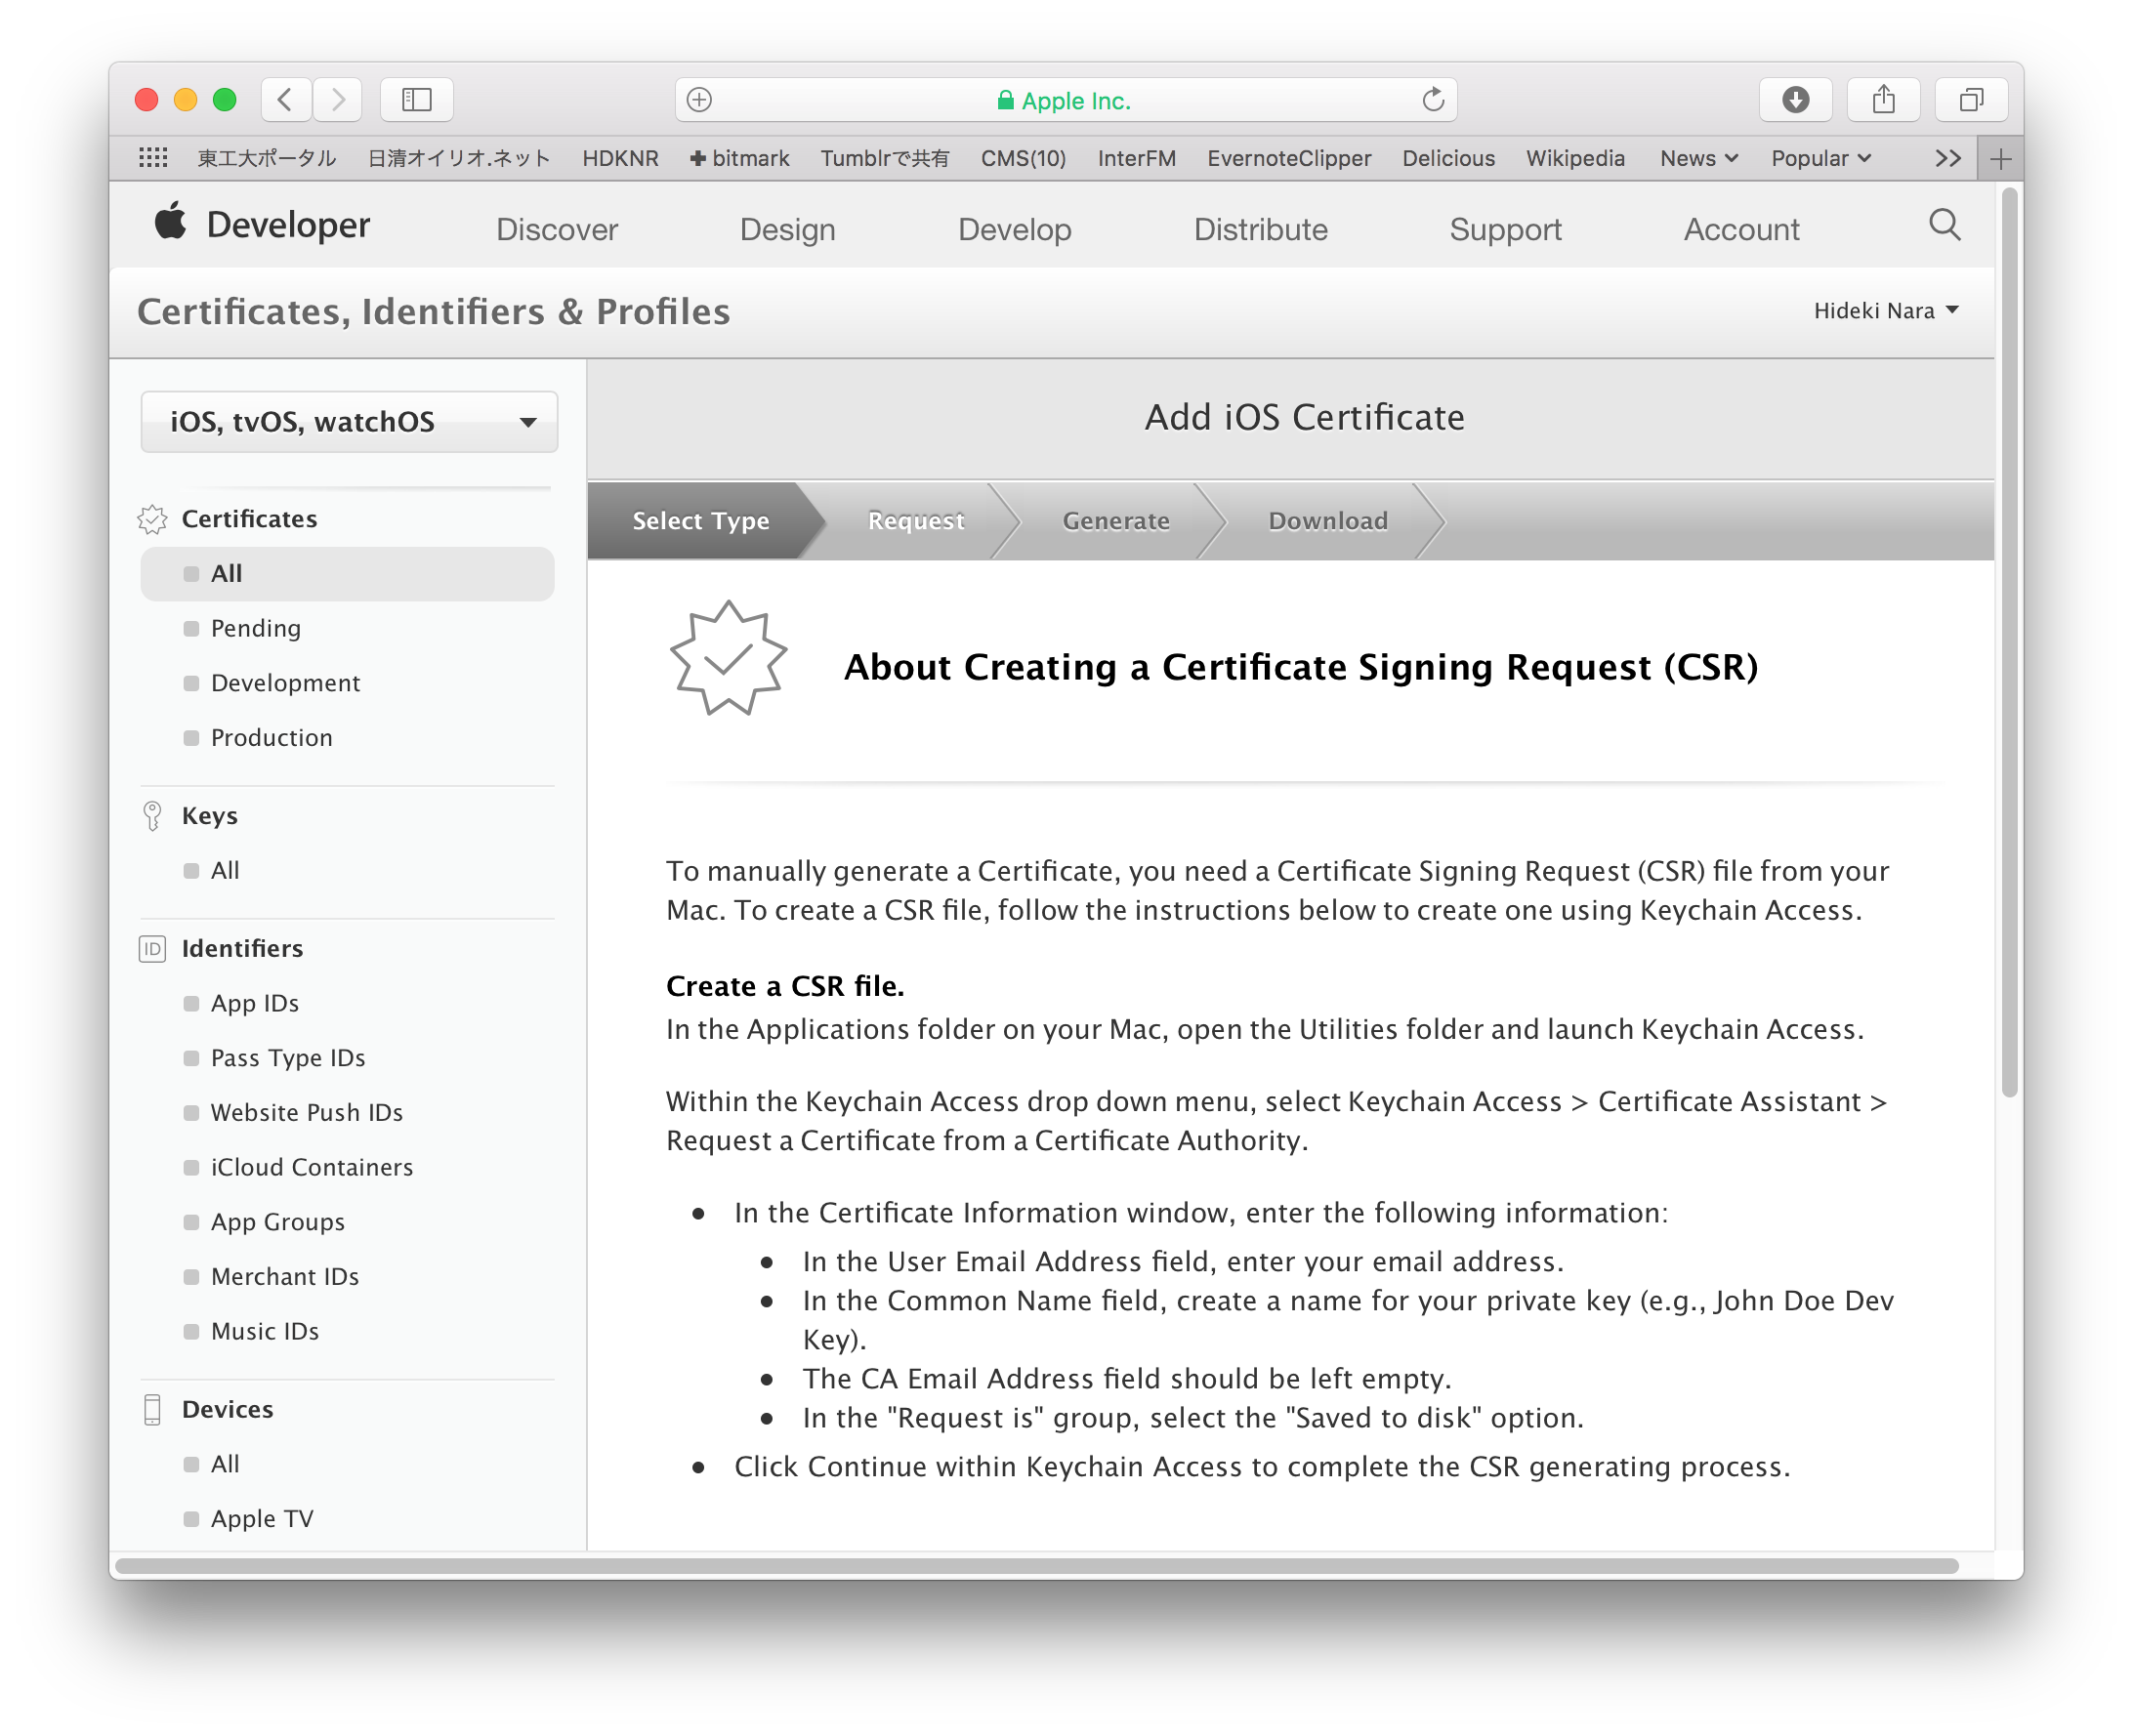 Apple Inc.
東工大ポータル 日清オイリオ.ネット HDKNR ✚ bitmark Tumblrで共有 CMS(10) InterFM EvernoteClipper Delicious Wikipedia News Popular >>
Developer Discover Design Develop Distribute Support Account
Certificates, Identifiers & Profiles Hideki Nara
iOS, tvOS, watchOS
Certificates
All
Pending
Development
Production
Keys
All
ID Identifiers
App IDs
Pass Type IDs
Website Push IDs
iCloud Containers
App Groups
Merchant IDs
Music IDs
Devices
All
Apple TV
Add iOS Certificate
Select Type Request Generate Download
About Creating a Certificate Signing Request (CSR)
To manually generate a Certificate, you need a Certificate Signing Request (CSR) file from your
Mac. To create a CSR file, follow the instructions below to create one using Keychain Access.
Create a CSR file.
In the Applications folder on your Mac, open the Utilities folder and launch Keychain Access.
Within the Keychain Access drop down menu, select Keychain Access > Certificate Assistant >
Request a Certificate from a Certificate Authority.
• In the Certificate Information window, enter the following information:
• In the User Email Address field, enter your email address.
• In the Common Name field, create a name for your private key (e.g., John Doe Dev
Key).
• The CA Email Address field should be left empty.
• In the "Request is" group, select the "Saved to disk" option.
• Click Continue within Keychain Access to complete the CSR generating process.